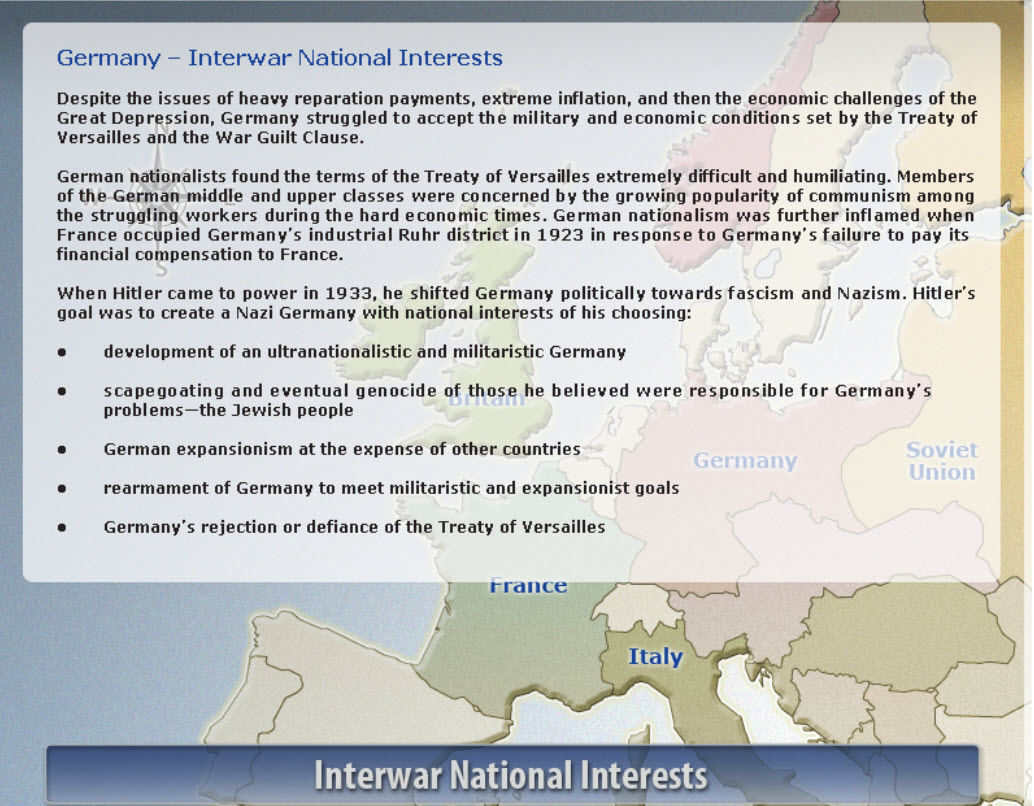 Germany – Interwar National Interests
Despite the issues of heavy reparation payments, extreme inflation, and then the economic challenges of the
Great Depression, Germany struggled to accept the military and economic conditions set by the Treaty of
Versailles and the War Guilt Clause.
German nationalists found the terms of the Treaty of Versailles extremely difficult and humiliating. Members
of the German middle and upper classes were concerned by the growing popularity of communism among
the struggling workers during the hard economic times. German nationalism was further inflamed when
France occupied Germany's industrial Ruhr district in 1923 in response to Germany's failure to pay its
financial compensation to France.
When Hitler came to power in 1933, he shifted Germany politically towards fascism and Nazism. Hitler's
goal was to create a Nazi Germany with national interests of his choosing:
• development of an ultranationalistic and militaristic Germany
• scapegoating and eventual genocide of those he believed were responsible for Germany's
problems—the Jewish people
• German expansionism at the expense of other countries
• rearmament of Germany to meet militaristic and expansionist goals
• Germany's rejection or defiance of the Treaty of Versailles
W
E
S
Britain
Germany
Soviet
Union
France
Italy
Interwar National Interests